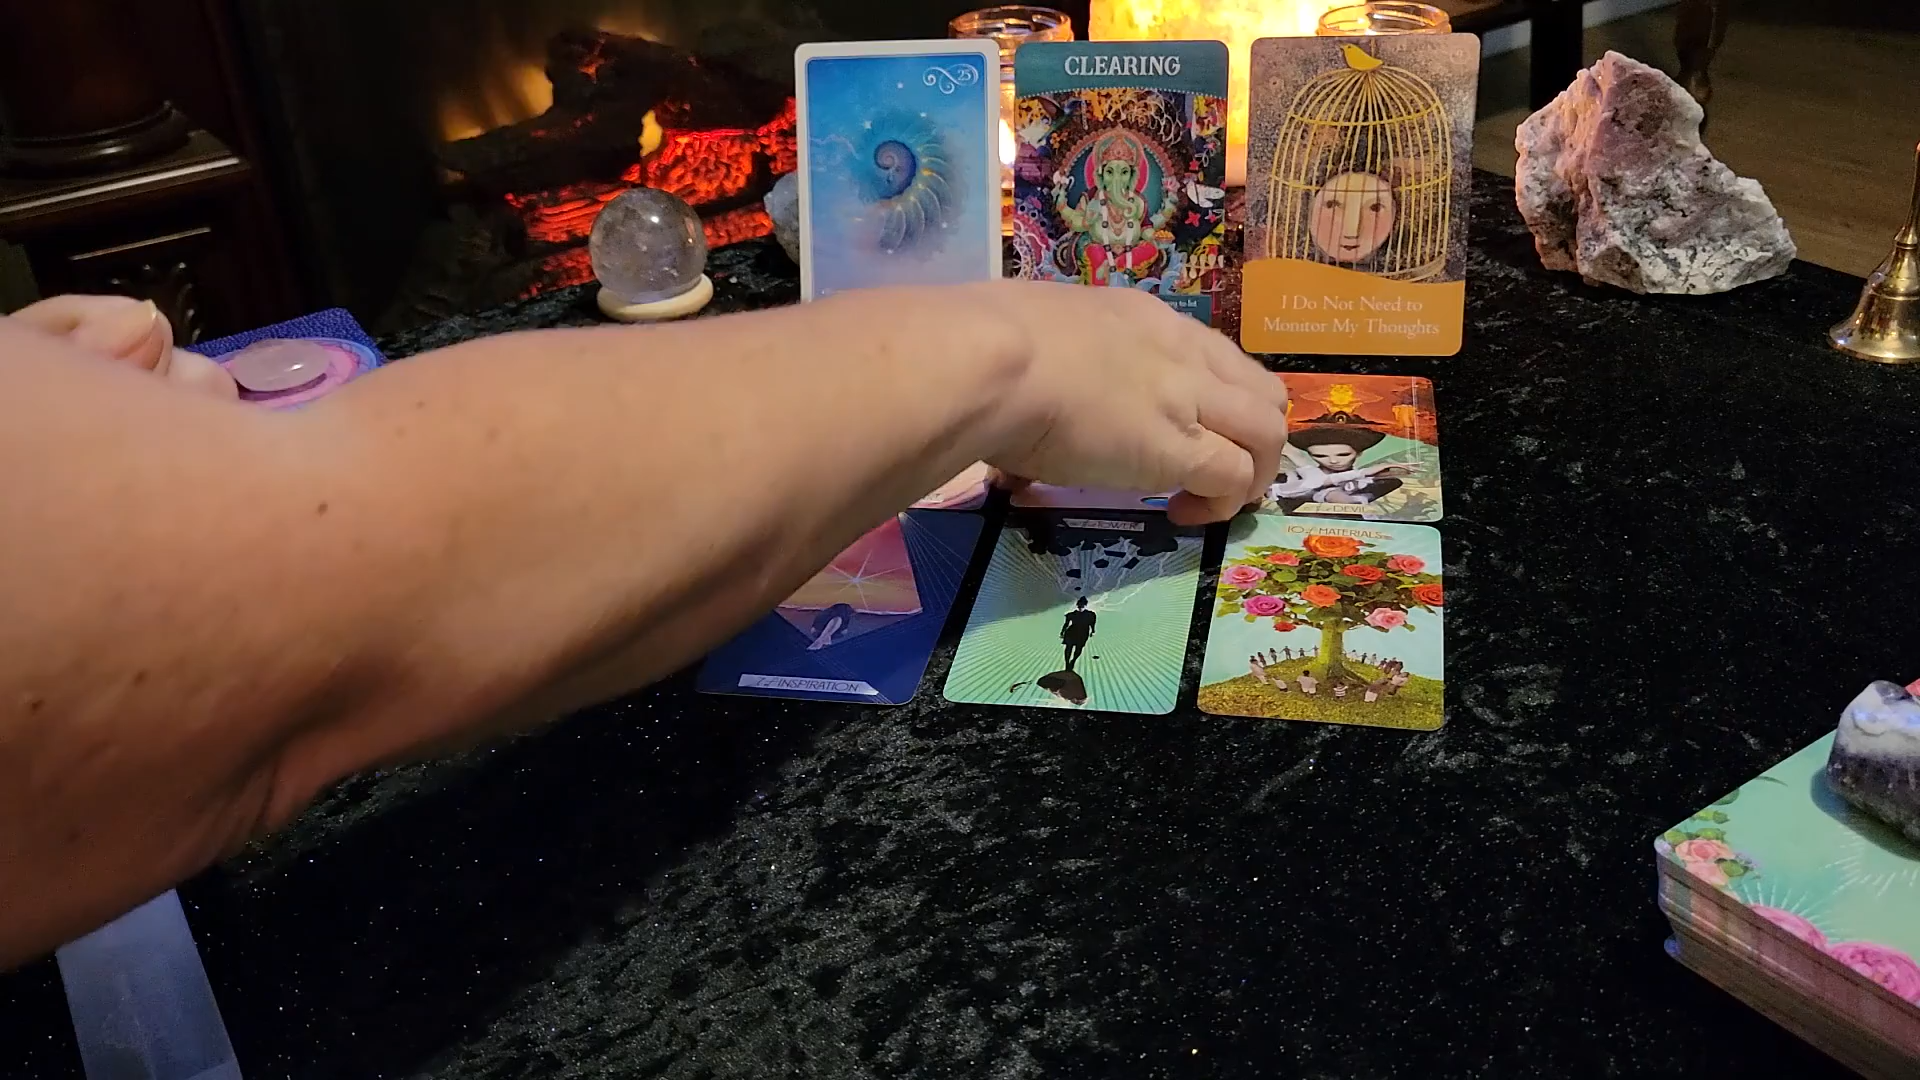 25
CLEARING
I Do Not Need to
Monitor My Thoughts
DEVIL
TOWER
10 of MATERIALS
INSPIRATION